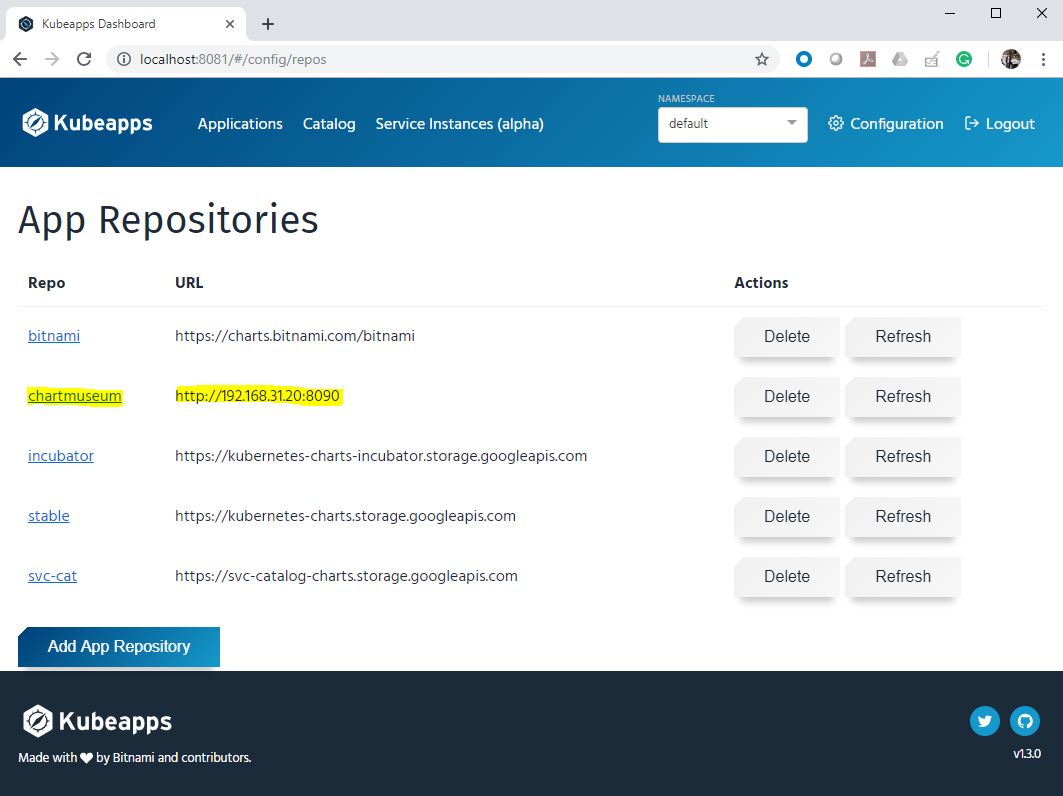 Kubeapps Dashboard
localhost:8081/#/config/repos
Kubeapps
Applications
Catalog
Service Instances (alpha)
NAMESPACE
default
Configuration
Logout
App Repositories
Repo URL Actions
bitnami https://charts.bitnami.com/bitnami Delete Refresh
chartmuseum http://192.168.31.20:8090 Delete Refresh
incubator https://kubernetes-charts-incubator.storage.googleapis.com Delete Refresh
stable https://kubernetes-charts.storage.googleapis.com Delete Refresh
svc-cat https://svc-catalog-charts.storage.googleapis.com Delete Refresh
Add App Repository
Kubeapps
Made with ❤ by Bitnami and contributors.
v1.3.0